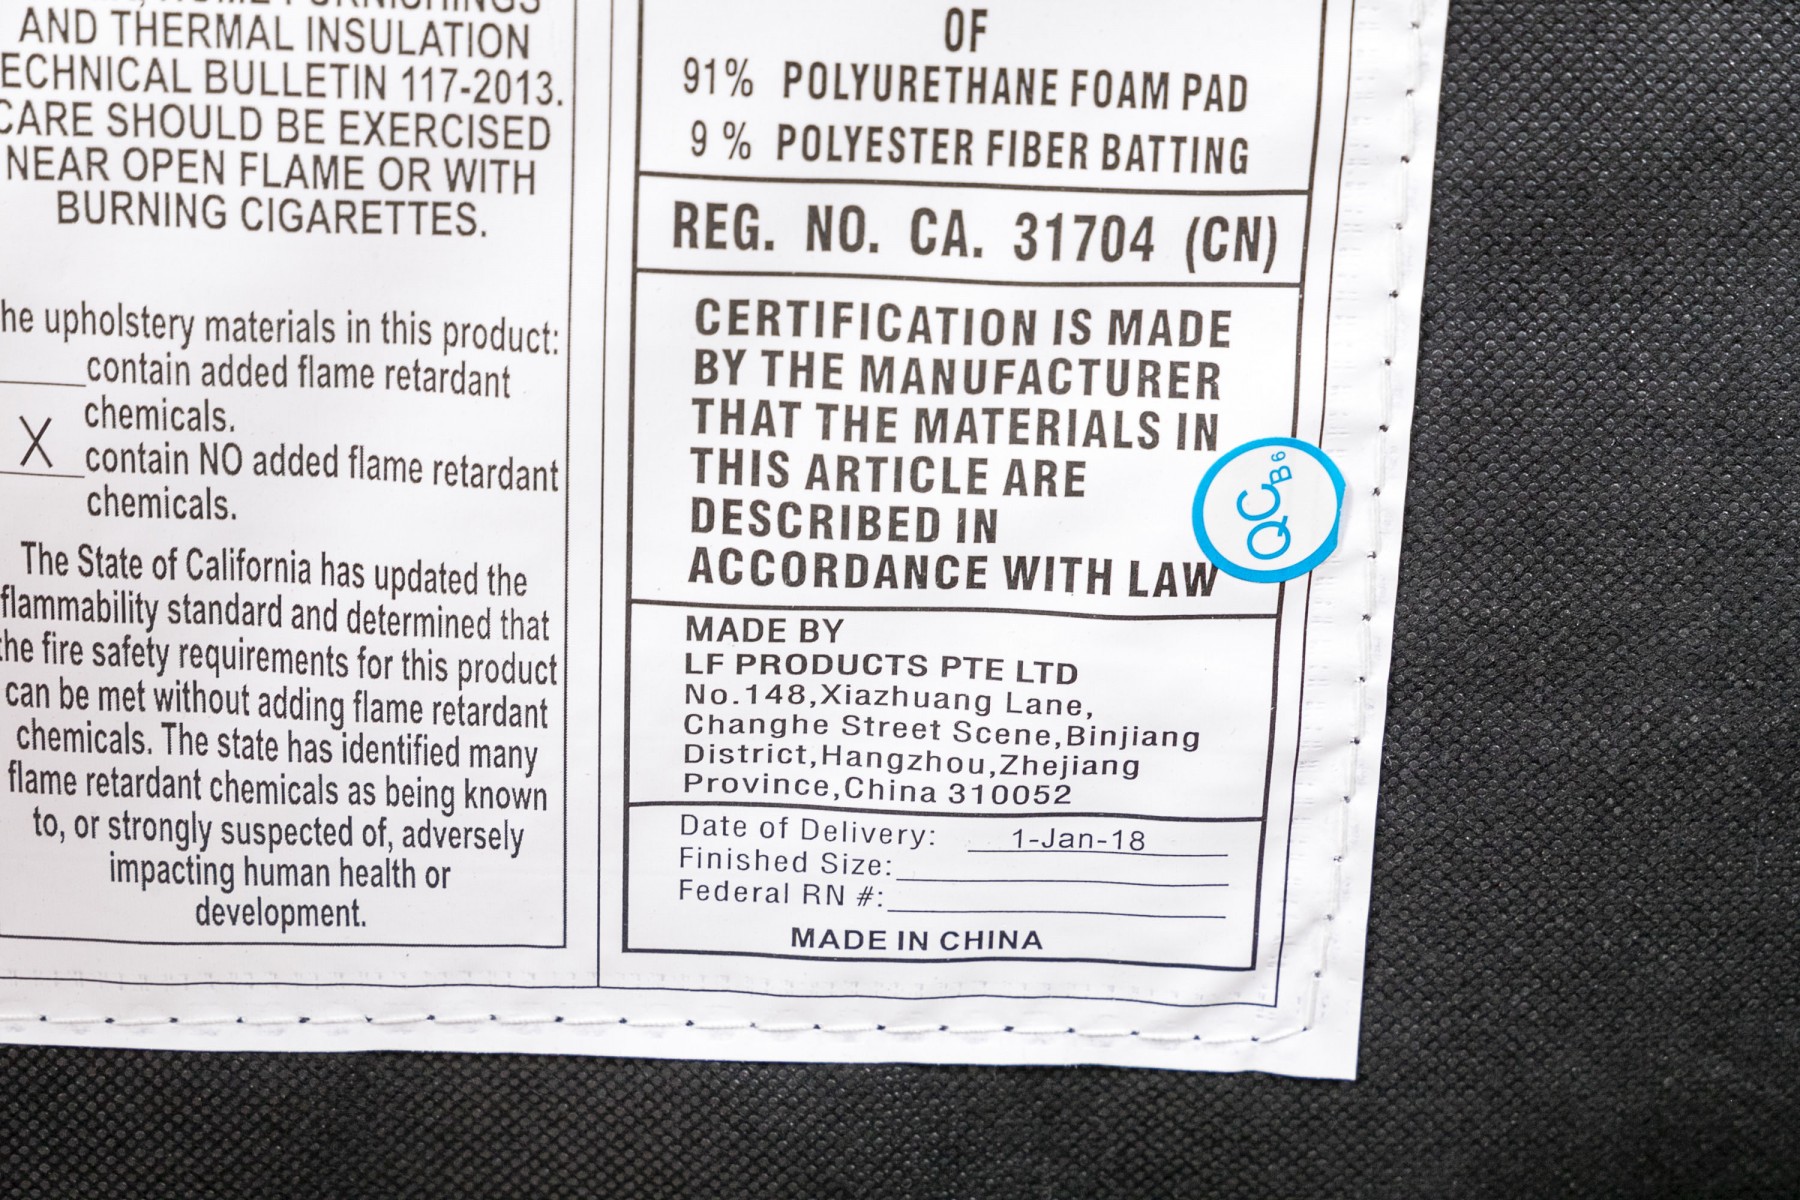 AND THERMAL INSULATION
ECHNICAL BULLETIN 117-2013.
CARE SHOULD BE EXERCISED
NEAR OPEN FLAME OR WITH
BURNING CIGARETTES.
he upholstery materials in this product:
contain added flame retardant
chemicals.
X contain NO added flame retardant
chemicals.
The State of California has updated the
flammability standard and determined that
the fire safety requirements for this product
can be met without adding flame retardant
chemicals. The state has identified many
flame retardant chemicals as being known
to, or strongly suspected of, adversely
impacting human health or
development.
OF
91% POLYURETHANE FOAM PAD
9 % POLYESTER FIBER BATTING
REG. NO. CA. 31704 (CN)
CERTIFICATION IS MADE
BY THE MANUFACTURER
THAT THE MATERIALS IN
THIS ARTICLE ARE
DESCRIBED IN
ACCORDANCE WITH LAW
QC B6
MADE BY
LF PRODUCTS PTE LTD
No.148,Xiazhuang Lane,
Changhe Street Scene,Binjiang
District,Hangzhou,Zhejiang
Province,China 310052
Date of Delivery: 1-Jan-18
Finished Size:
Federal RN #:
MADE IN CHINA